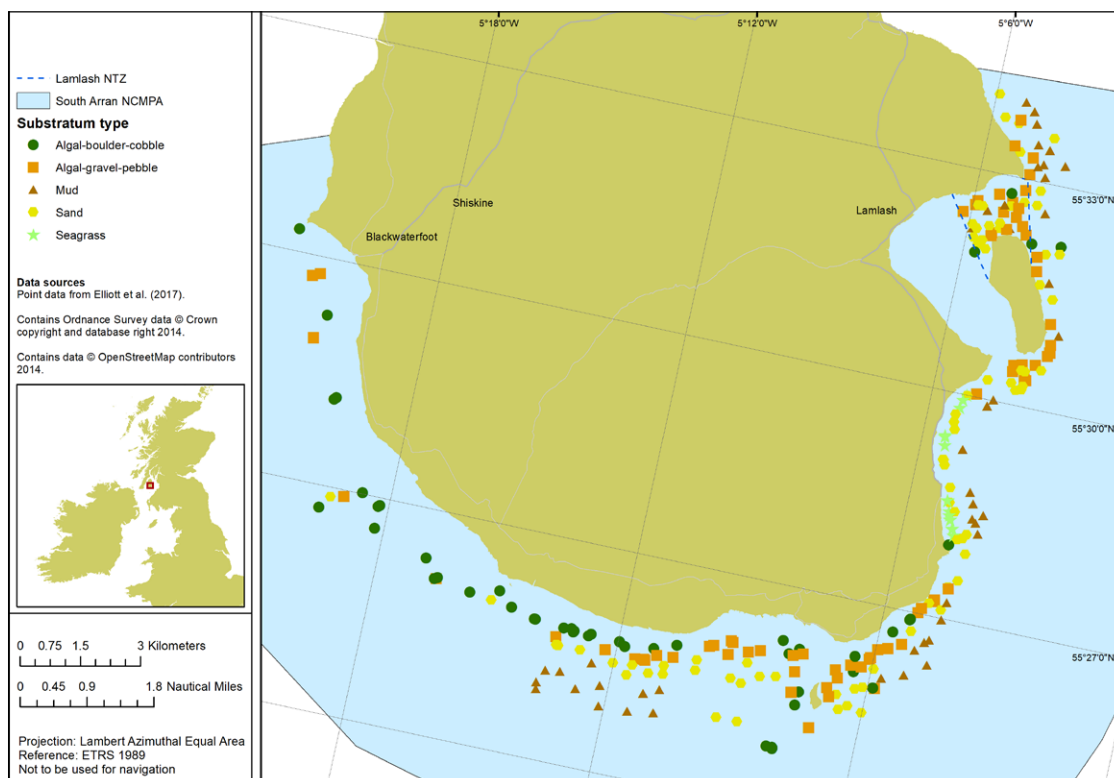 5°18'0"W
5°12'0"W
5°6'0"W
Lamlash NTZ
South Arran NCMPA
Substratum type
Algal-boulder-cobble
Algal-gravel-pebble
Mud
Sand
Seagrass
Data sources
Point data from Elliott et al. (2017).
Contains Ordnance Survey data © Crown
copyright and database right 2014.
Contains data © OpenStreetMap contributors
2014.
0 0.75 1.5 3 Kilometers
0 0.45 0.9 1.8 Nautical Miles
Projection: Lambert Azimuthal Equal Area
Reference: ETRS 1989
Not to be used for navigation
Shiskine
Blackwaterfoot
Lamlash
55°33'0"N
55°30'0"N
55°27'0"N